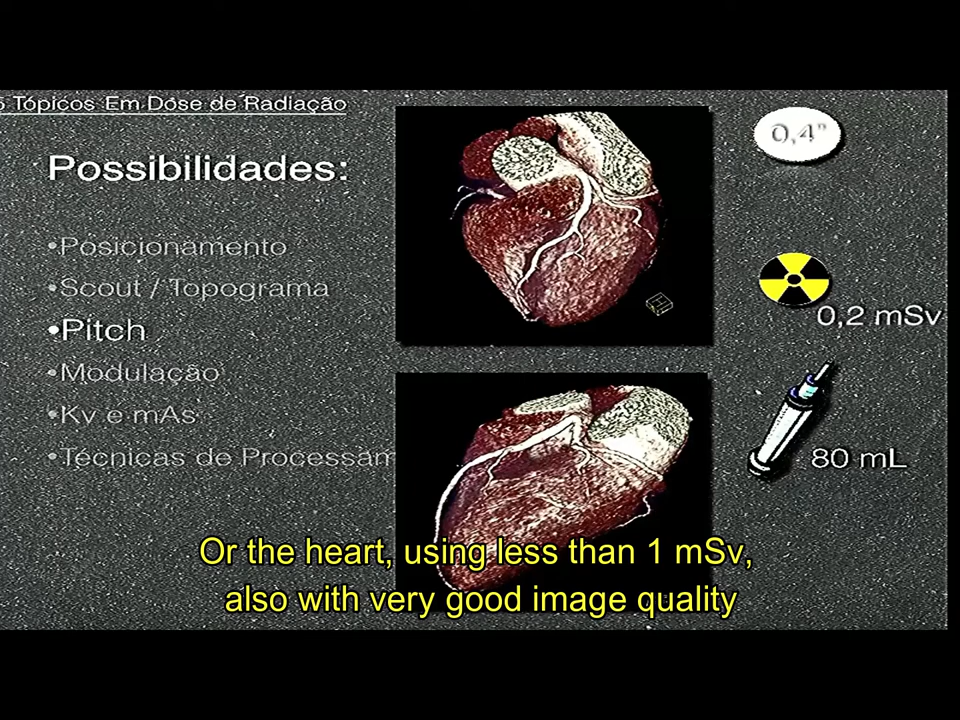 5 Tópicos Em Dose de Radiação
Possibilidades:
•Posicionamento
•Scout / Topograma
•Pitch
•Modulação
•Kv e mAs
•Técnicas de Processam
0,4"
0,2 mSv
80 mL
Or the heart, using less than 1 mSv,
also with very good image quality